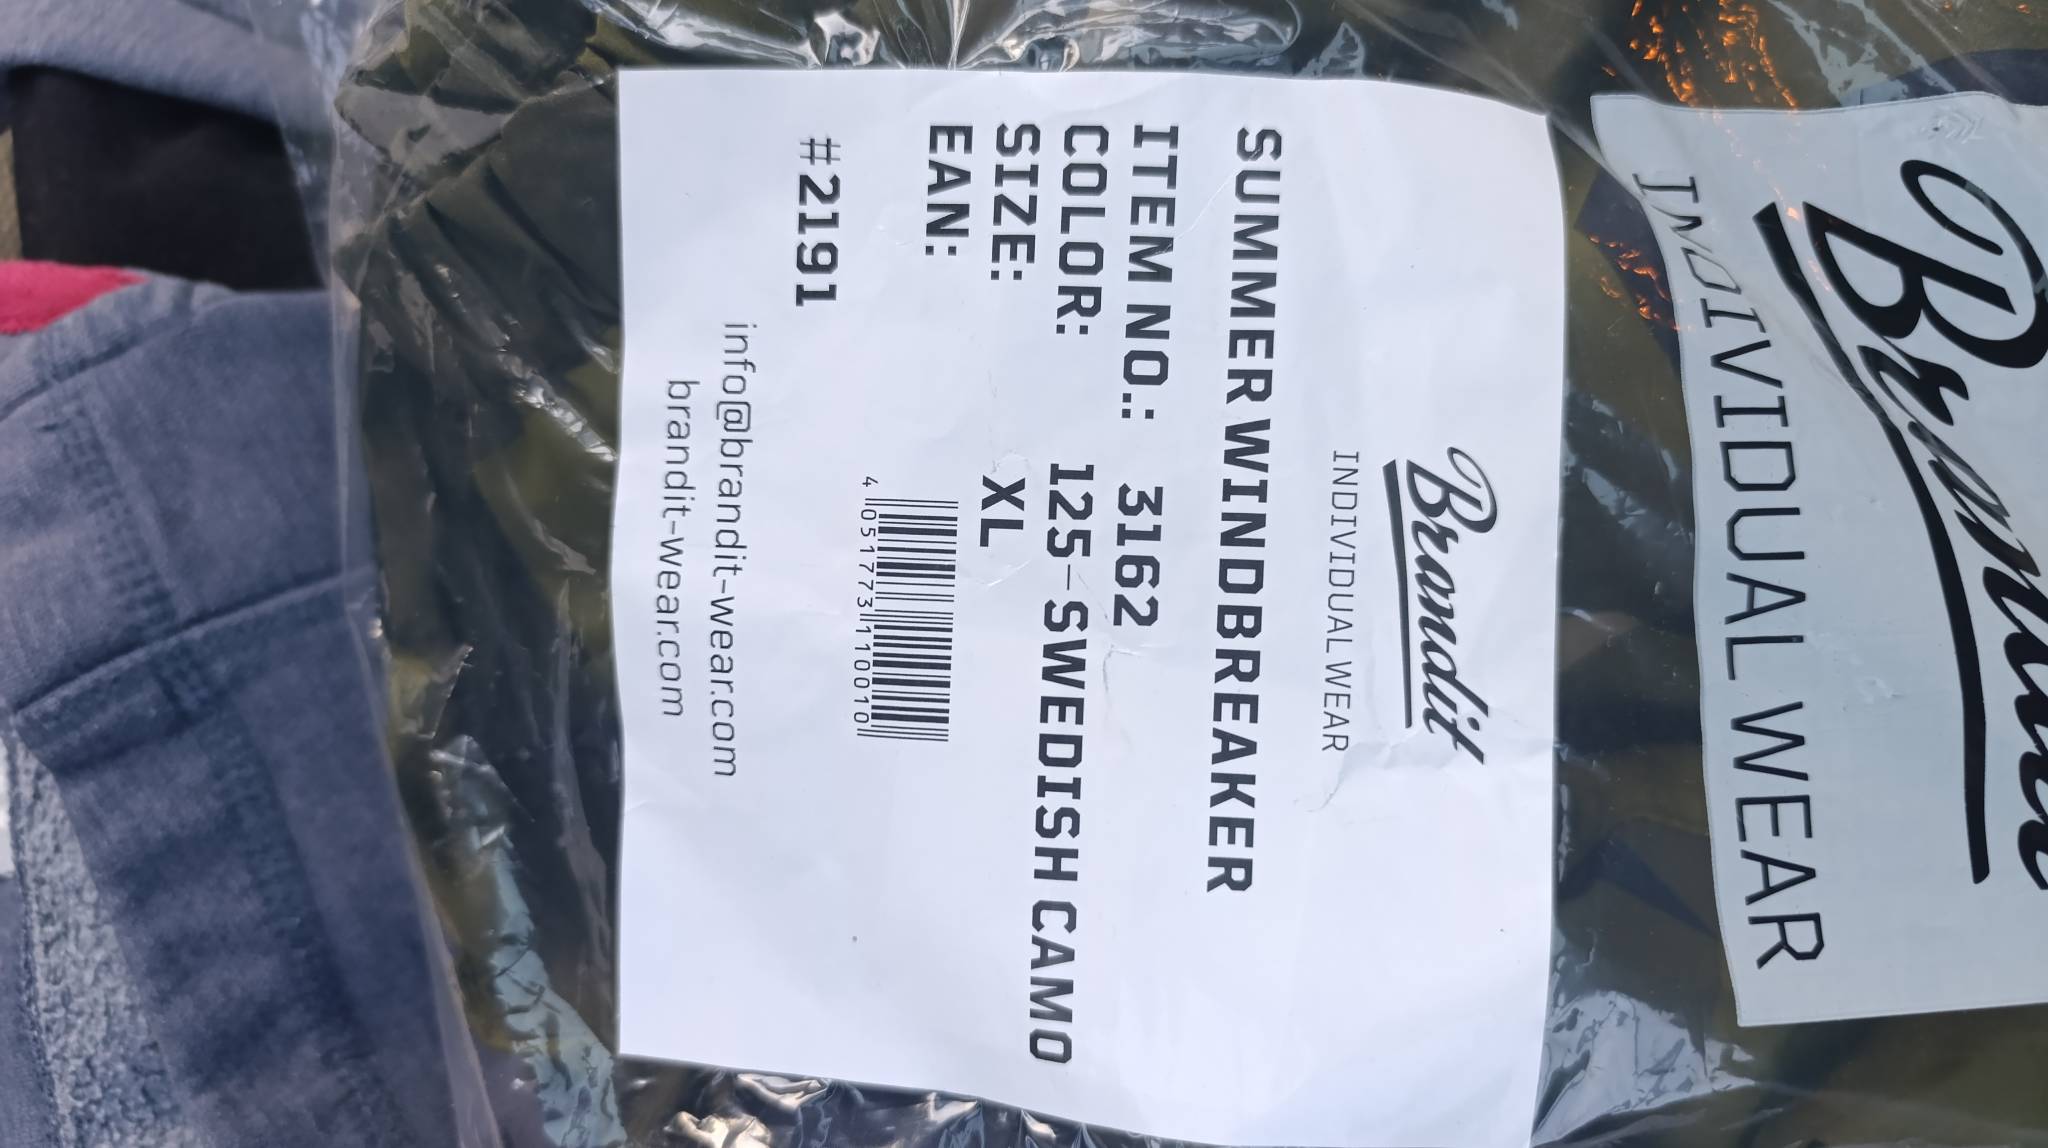 Brandit
INDIVIDUAL WEAR
Brandit
INDIVIDUAL WEAR
SUMMER WINDBREAKER
ITEM NO.: 3162
COLOR: 125-SWEDISH CAMO
SIZE: XL
EAN:
4 051773 110010
#2191
info@brandit-wear.com
brandit-wear.com